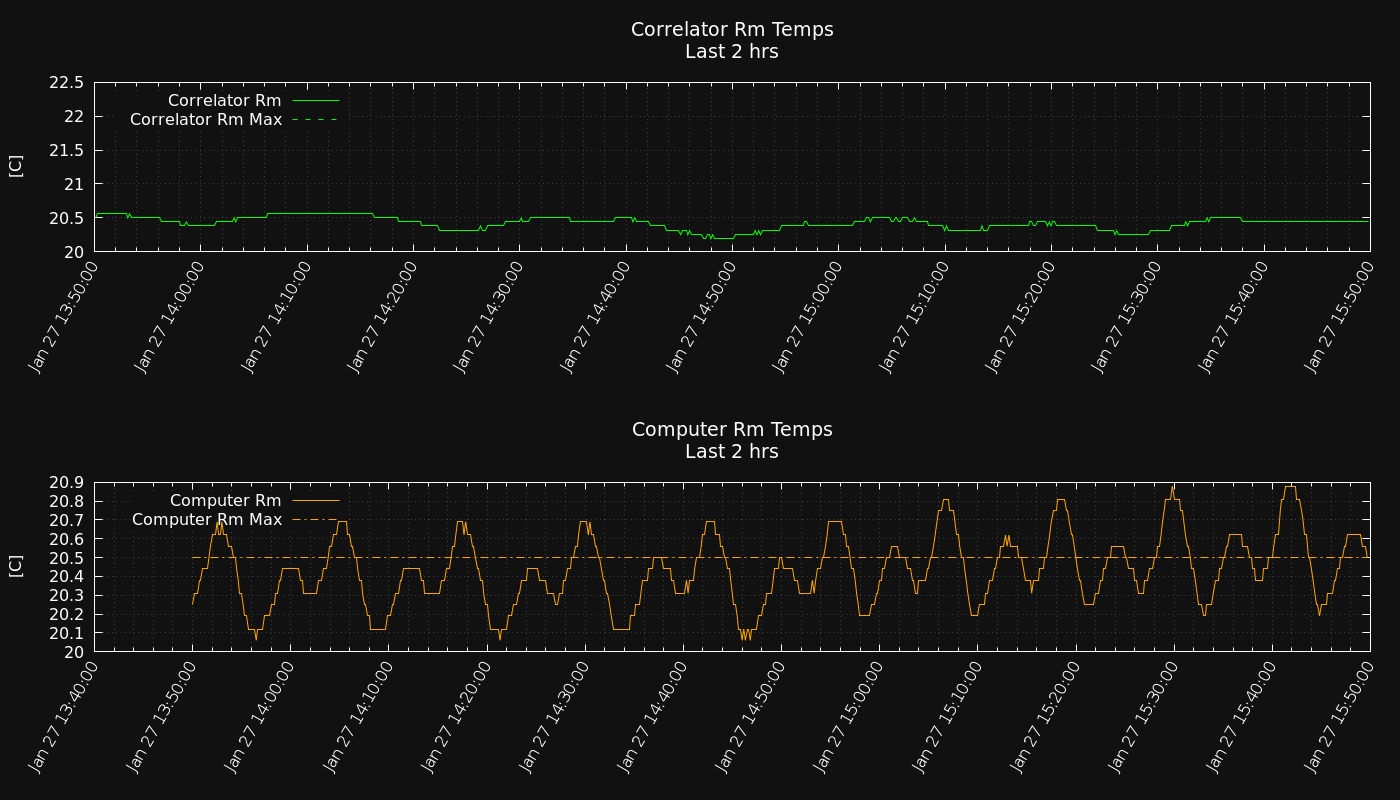 Correlator Rm Temps
Last 2 hrs
22.5
22
21.5
21
20.5
20
[C]
Correlator Rm
Correlator Rm Max
Jan 27 13:50:00
Jan 27 14:00:00
Jan 27 14:10:00
Jan 27 14:20:00
Jan 27 14:30:00
Jan 27 14:40:00
Jan 27 14:50:00
Jan 27 15:00:00
Jan 27 15:10:00
Jan 27 15:20:00
Jan 27 15:30:00
Jan 27 15:40:00
Jan 27 15:50:00
Computer Rm Temps
Last 2 hrs
20.9
20.8
20.7
20.6
20.5
20.4
20.3
20.2
20.1
20
[C]
Computer Rm
Computer Rm Max
Jan 27 13:40:00
Jan 27 13:50:00
Jan 27 14:00:00
Jan 27 14:10:00
Jan 27 14:20:00
Jan 27 14:30:00
Jan 27 14:40:00
Jan 27 14:50:00
Jan 27 15:00:00
Jan 27 15:10:00
Jan 27 15:20:00
Jan 27 15:30:00
Jan 27 15:40:00
Jan 27 15:50:00